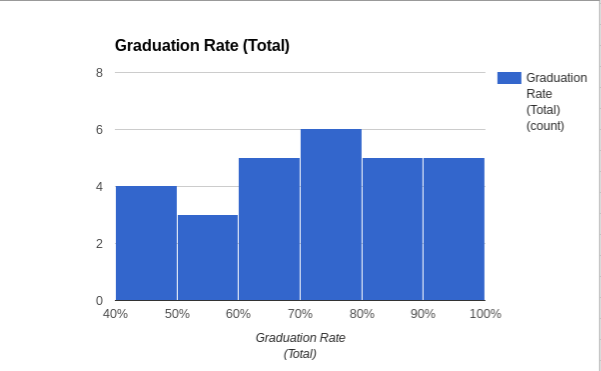 Graduation Rate (Total)
8
6
4
2
0
40%
50%
60%
70%
80%
90%
100%
Graduation Rate
(Total)
Graduation
Rate
(Total)
(count)